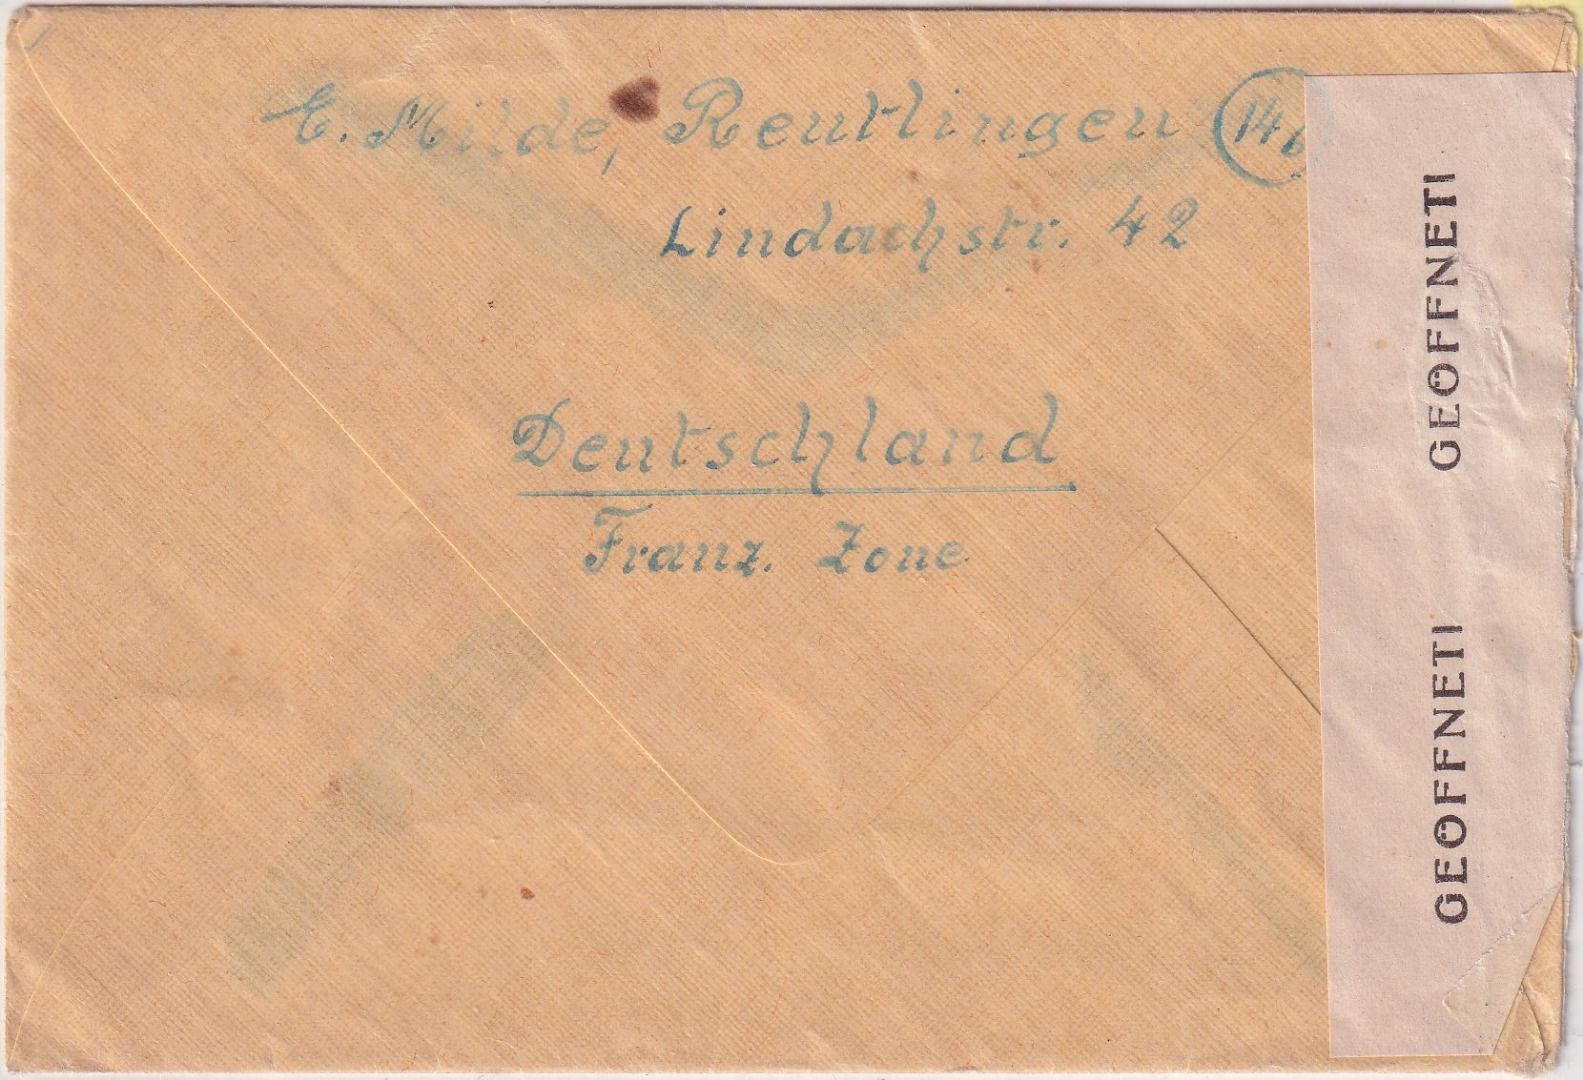 E. Milde, Reutlingen 14b
Lindachstr. 42
Deutschland
Franz. Zone
GEÖFFNET!
GEÖFFNET!